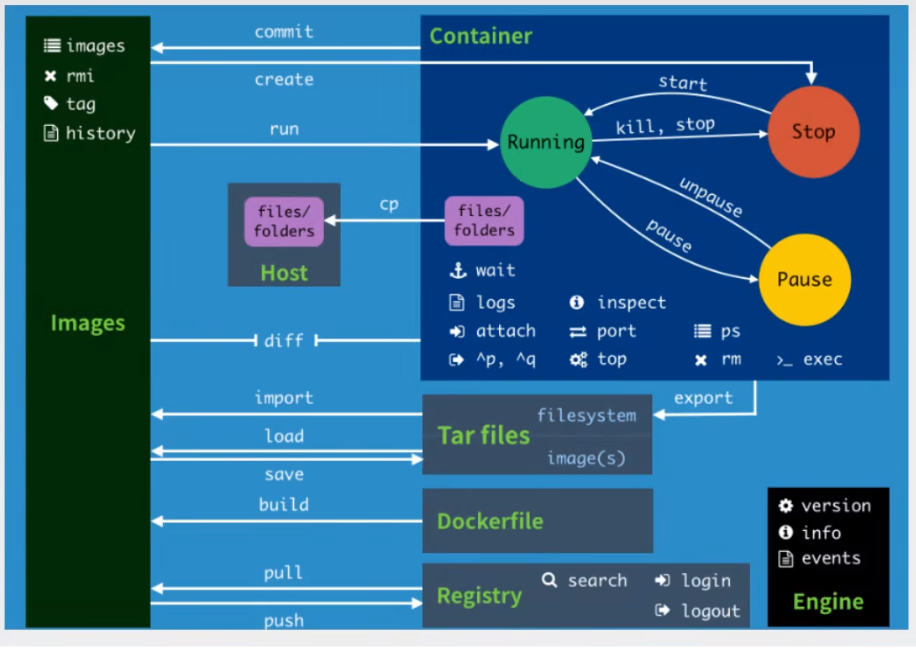 images
rmi
tag
history
Images
commit
create
run
cp
diff
import
load
save
build
pull
push
Container
Running
start
kill, stop
Stop
unpause
pause
Pause
files/
folders
Host
files/
folders
wait
logs
inspect
attach
port
ps
^p, ^q
top
rm
>_ exec
export
Tar files
filesystem
image(s)
Dockerfile
Registry
search
login
logout
version
info
events
Engine